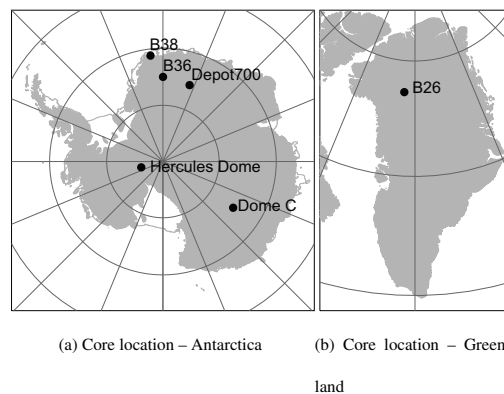 B38
B36
Depot700
Hercules Dome
Dome C
B26
(a) Core location – Antarctica
(b) Core location – Green
land